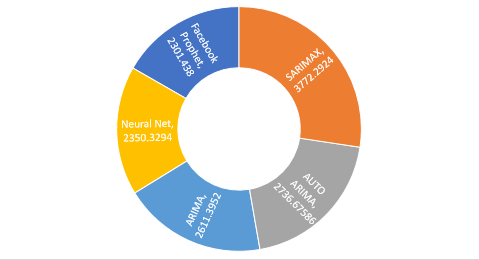 SARIMAX,
3772.2924
AUTO
ARIMA,
2736.67586
ARIMA,
2611.3952
Neural Net,
2350.3294
Facebook
Prophet,
2301.438